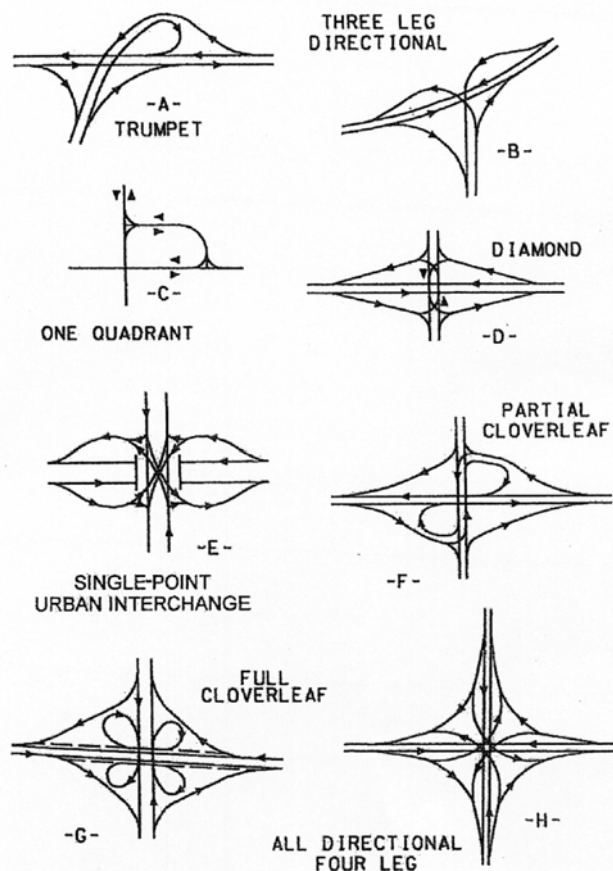 -A-
TRUMPET
THREE LEG
DIRECTIONAL
-B-
-C-
ONE QUADRANT
DIAMOND
-D-
-E-
SINGLE-POINT
URBAN INTERCHANGE
PARTIAL
CLOVERLEAF
-F-
FULL
CLOVERLEAF
-G-
-H-
ALL DIRECTIONAL
FOUR LEG